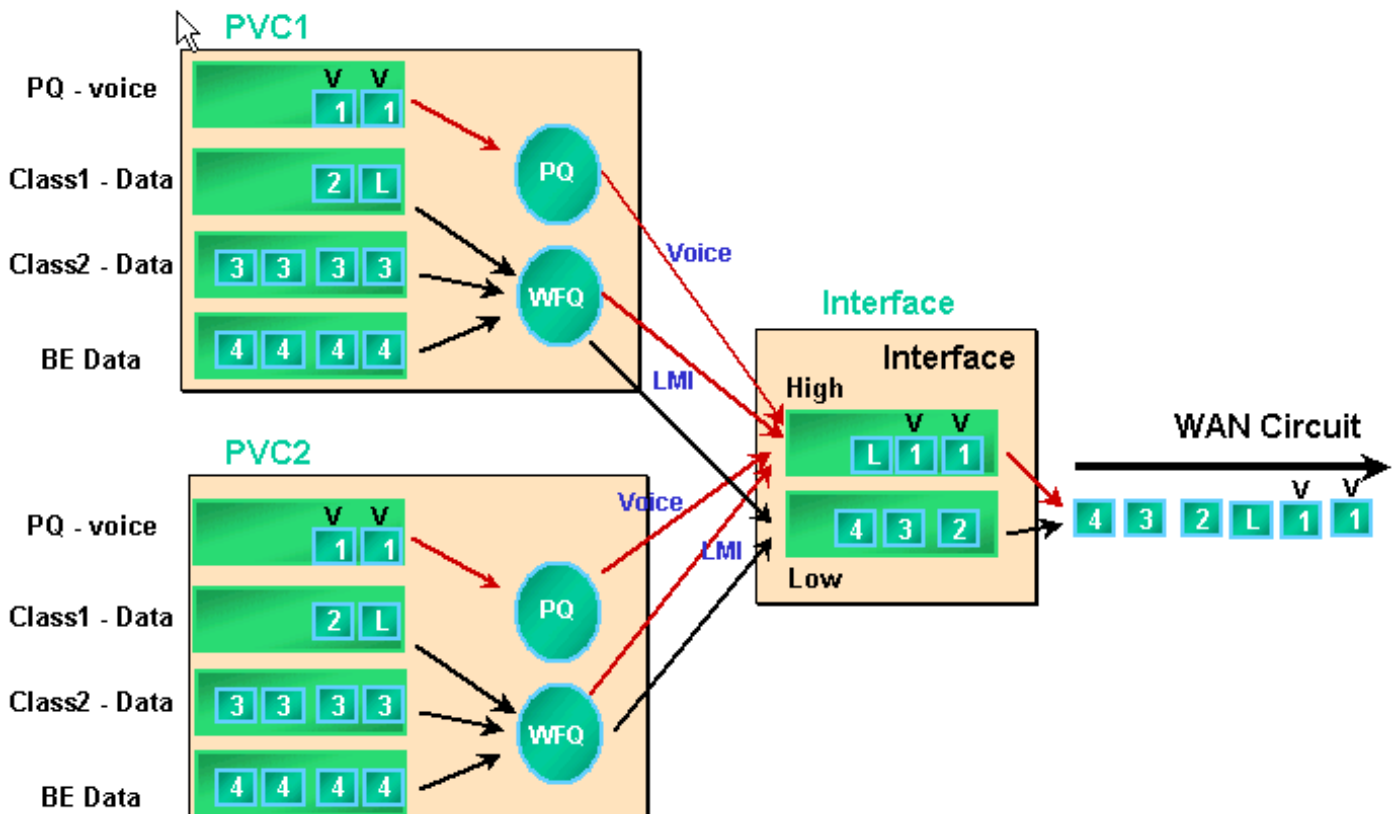 PVC1
PQ - voice
V V
1 1
PQ
Class1 - Data
2 L
Class2 - Data
3 3 3 3
WFQ
BE Data
4 4 4 4
Voice
LMI
PVC2
PQ - voice
V V
1 1
PQ
Class1 - Data
2 L
Class2 - Data
3 3 3 3
WFQ
BE Data
4 4 4 4
Voice
LMI
Interface
Interface
High
V V
L 1 1
4 3 2
Low
WAN Circuit
V V
4 3 2 L 1 1